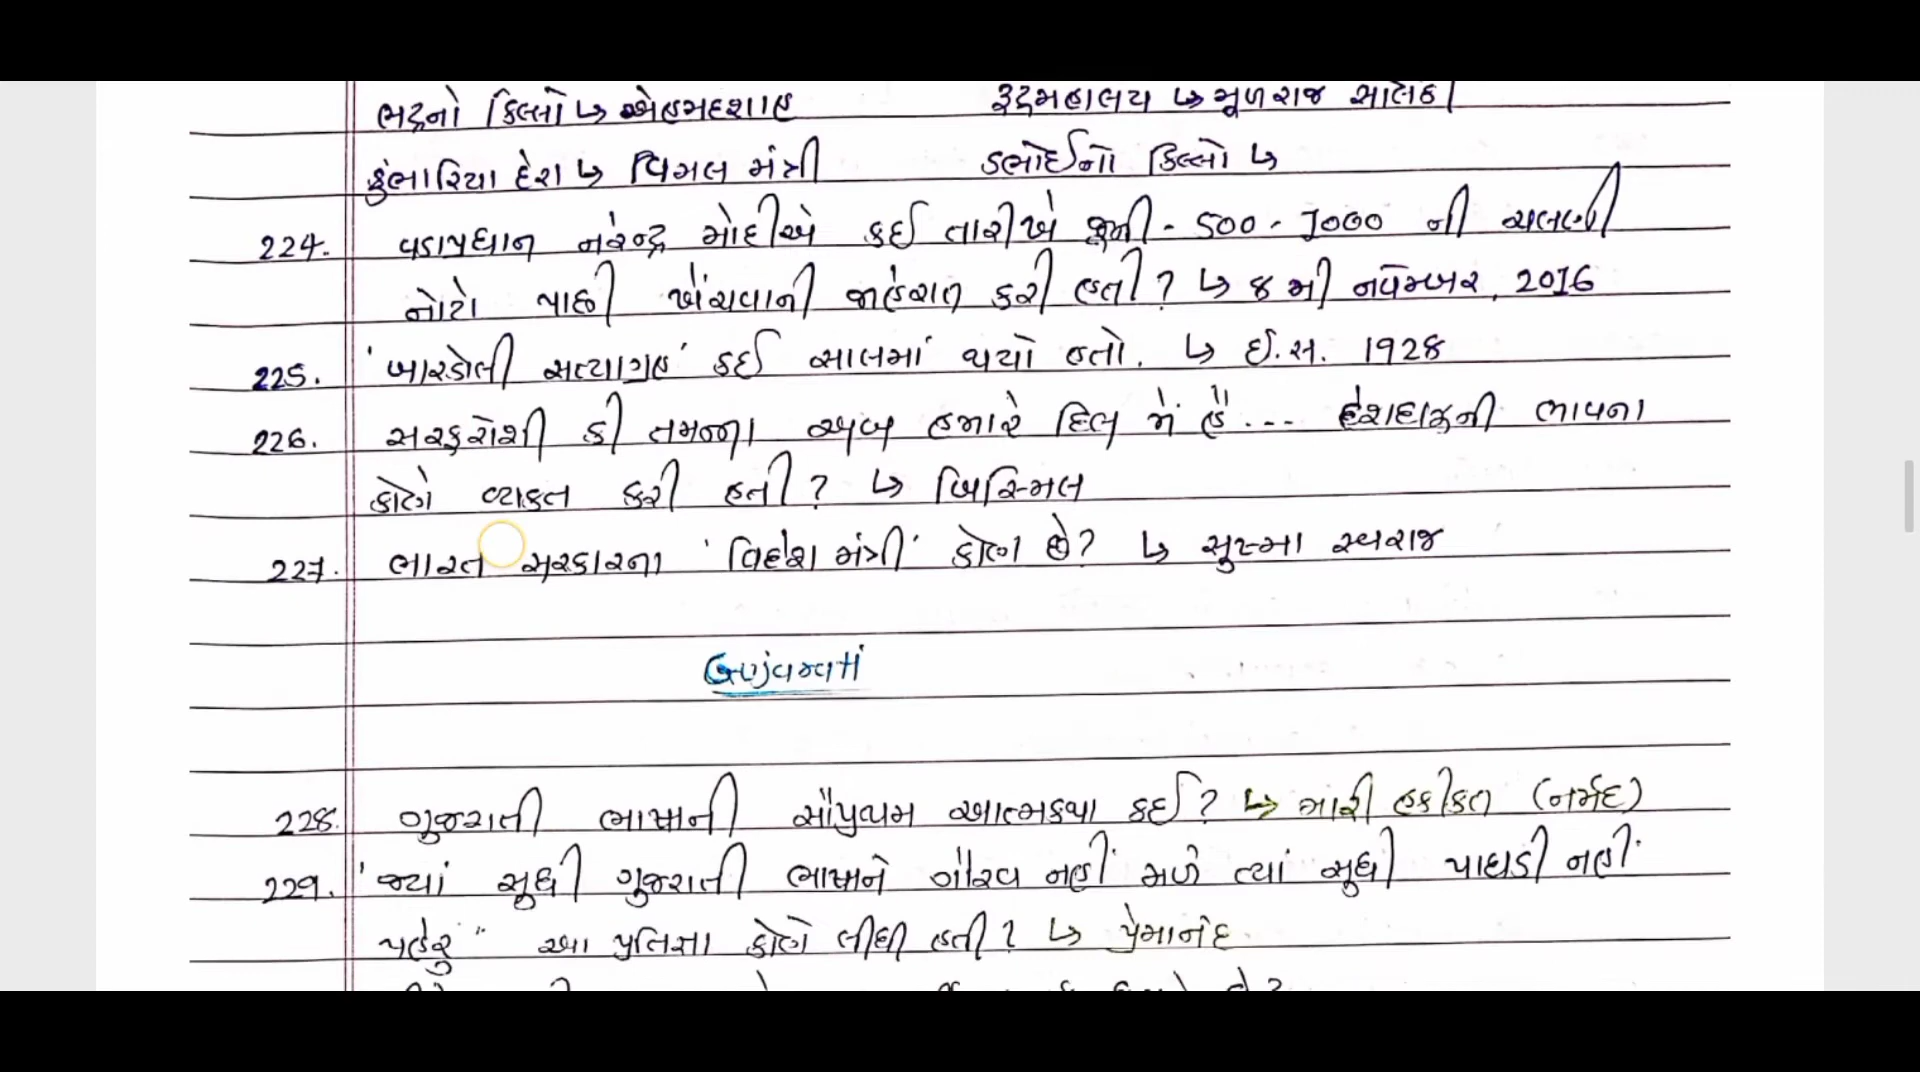 ભદ્રનો કિલ્લો ↳ એહમદશાહ    રૂદ્રમહાલય ↳ મૂળરાજ સોલંકી
કુંભારિયા દેરા ↳ વિમલ મંત્રી    ડભોઈનો કિલ્લો ↳
224. વડાપ્રધાન નરેન્દ્ર મોદીએ કઈ તારીખે જૂની - 500 - 1000 ની ચલણી
નોટો પાછી ખેંચવાની જાહેરાત કરી હતી? ↳ 8 મી નવેમ્બર, 2016
225. 'બારડોલી સત્યાગ્રહ' કઈ સાલમાં થયો હતો. ↳ ઈ.સ. 1928
226. સરફરોશી કી તમન્ના અબ હમારે દિલ મેં હૈં... દેશદાઝની ભાવના
કોણે વ્યકત કરી હતી? ↳ બિસ્મિલ
227. ભારત સરકારના 'વિદેશ મંત્રી' કોણ છે? ↳ સુસ્મા સ્વરાજ
Gujarati
228. ગુજરાતી ભાષાની સૌપ્રથમ આત્મકથા કઈ? ↳ મારી હકીકત (નર્મદ)
229. 'જ્યાં સુધી ગુજરાતી ભાષાને ગૌરવ નહીં મળે ત્યાં સુધી પાઘડી નહીં
પહેરુ" આ પ્રતિજ્ઞા કોણે લીધી હતી? ↳ પ્રેમાનંદ